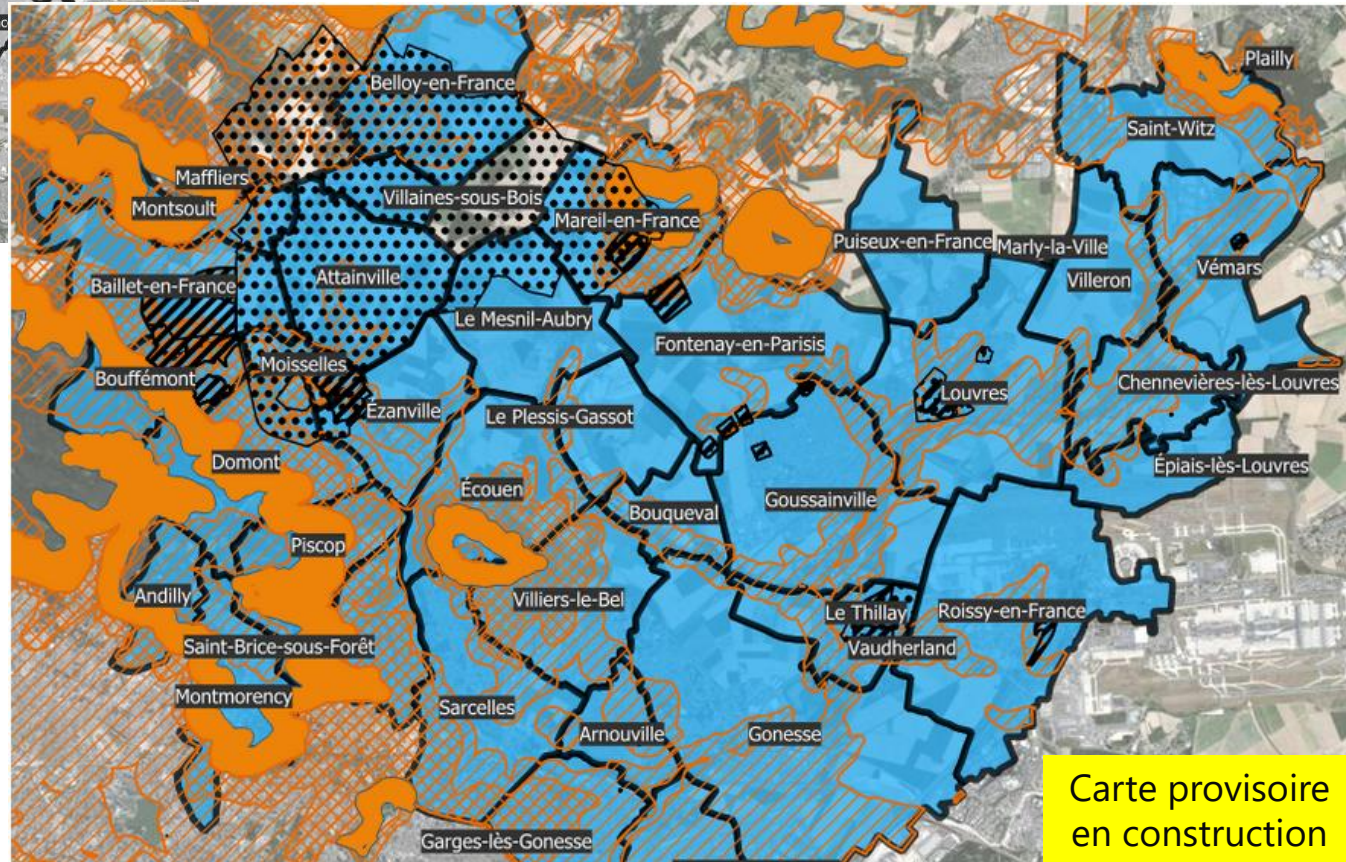 Plailly
Belloy-en-France
Saint-Witz
Maffliers
Villaines-sous-Bois
Montsoult
Mareil-en-France
Puiseux-en-France
Marly-la-Ville
Vémars
Attainville
Baillet-en-France
Villeron
Le Mesnil-Aubry
Fontenay-en-Parisis
Moisselles
Bouffémont
Chennevières-lès-Louvres
Louvres
Ézanville
Le Plessis-Gassot
Domont
Épiais-lès-Louvres
Écouen
Goussainville
Bouqueval
Piscop
Andilly
Villiers-le-Bel
Le Thillay
Roissy-en-France
Saint-Brice-sous-Forêt
Vaudherland
Montmorency
Sarcelles
Arnouville
Gonesse
Garges-lès-Gonesse
Carte provisoire
en construction